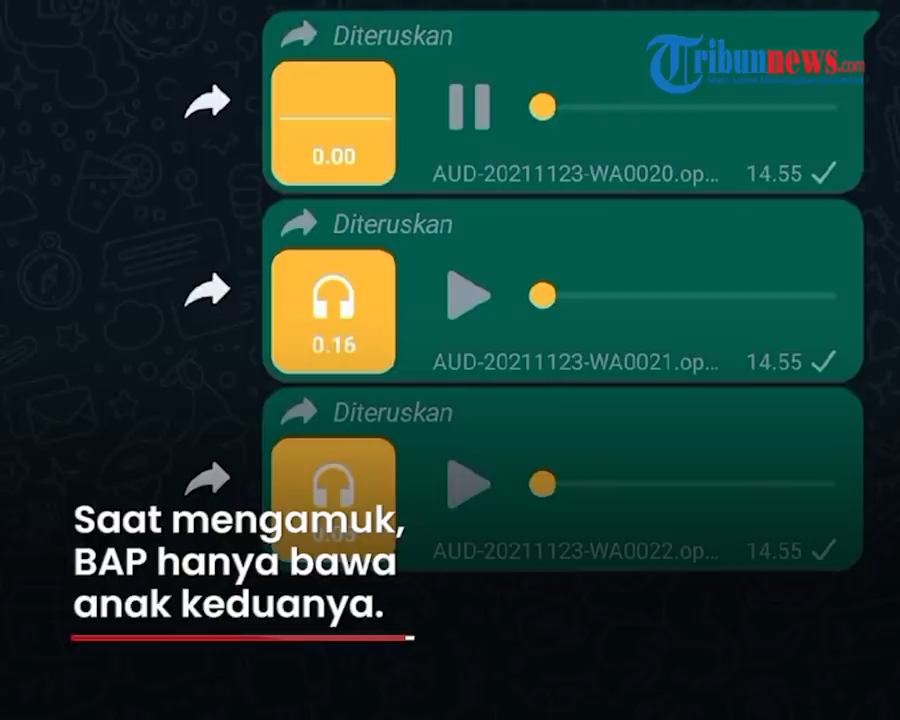 Diteruskan
Tribunnews.com
0.00
AUD-20211123-WA0020.op... 14.55
Diteruskan
0.16
AUD-20211123-WA0021.op... 14.55
Diteruskan
AUD-20211123-WA0022.op... 14.55
Saat mengamuk,
BAP hanya bawa
anak keduanya.